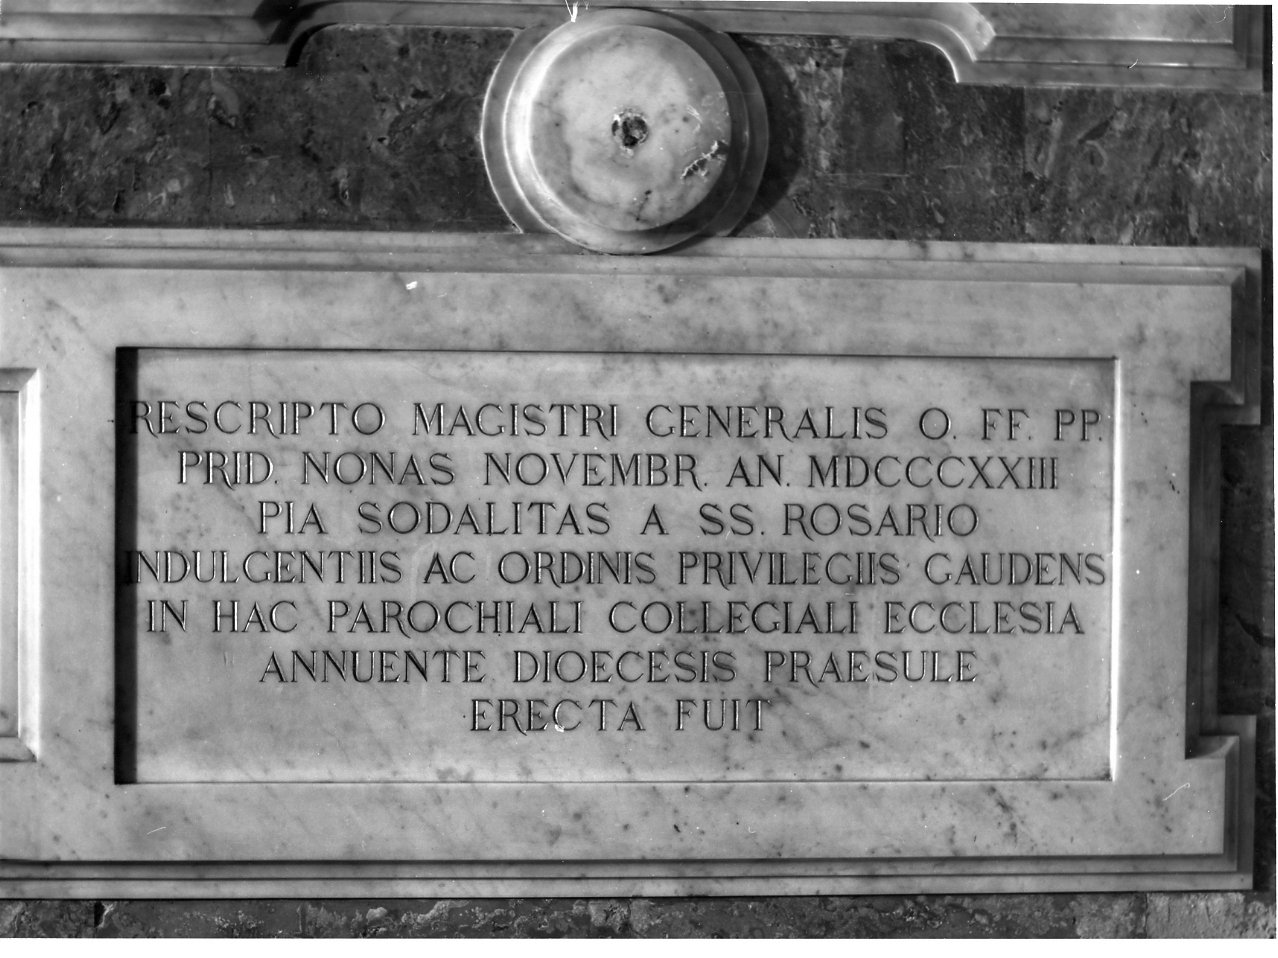 RESCRIPTO MAGISTRI GENERALIS O. FF. PP.
PRID. NONAS NOVEMBR. AN. MDCCCXXIII
PIA SODALITAS A SS. ROSARIO
INDULGENTIIS AC ORDINIS PRIVILEGIIS GAUDENS
IN HAC PAROCHIALI COLLEGIALI ECCLESIA
ANNUENTE DIOECESIS PRAESULE
ERECTA FUIT